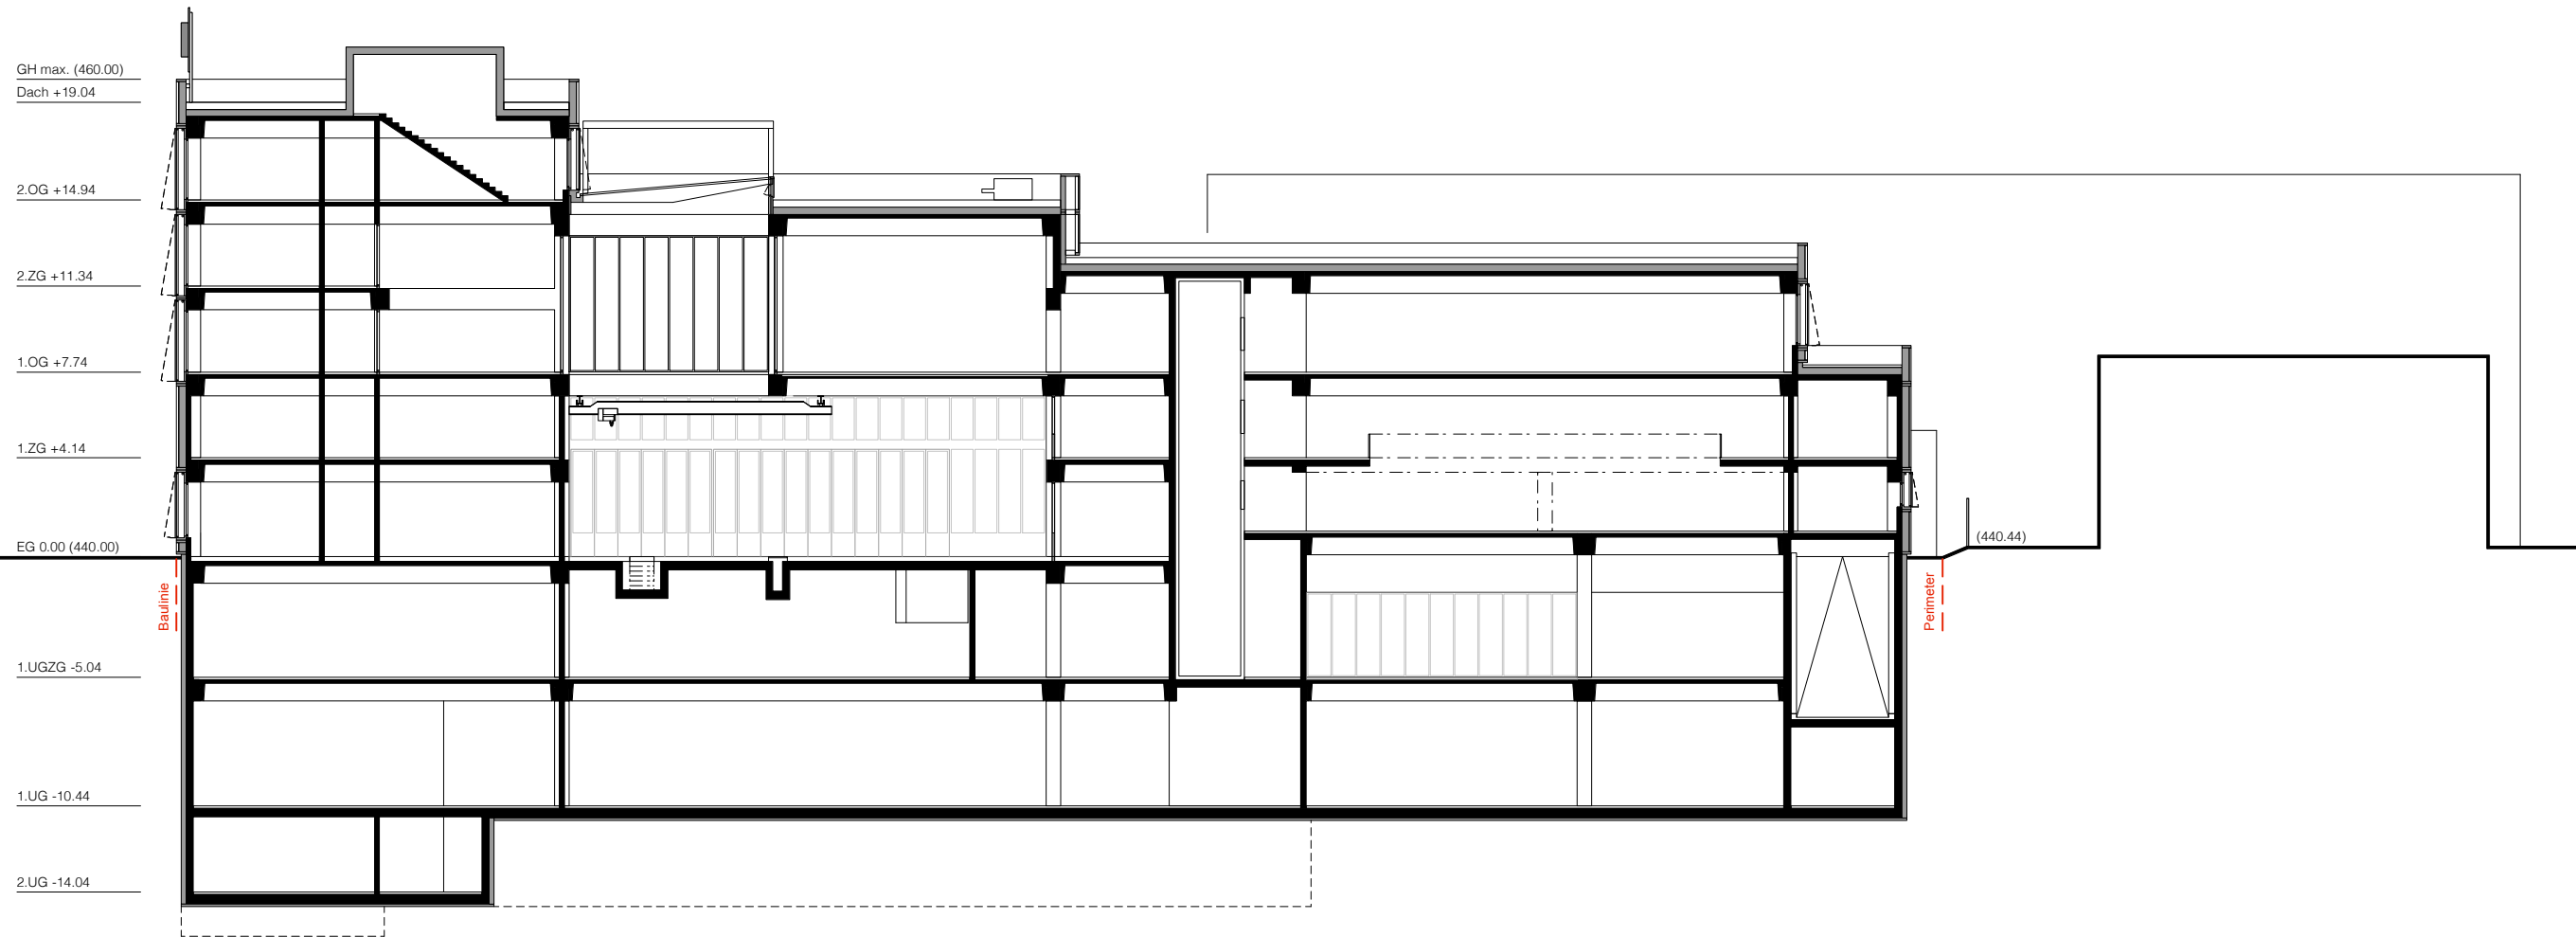 GH max. (460.00)
Dach +19.04
2.OG +14.94
2.ZG +11.34
1.OG +7.74
1.ZG +4.14
EG 0.00 (440.00)
(440.44)
Baulinie
Perimeter
1.UGZG -5.04
1.UG -10.44
2.UG -14.04